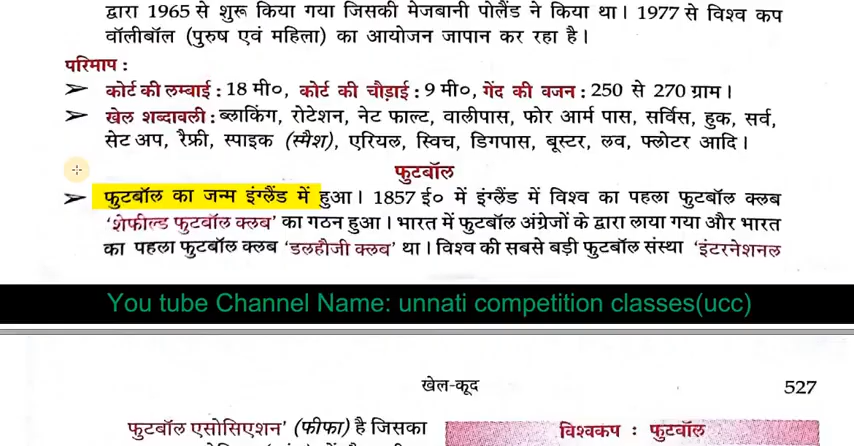 द्वारा 1965 से शुरू किया गया जिसकी मेजबानी पोलैंड ने किया था। 1977 से विश्व कप
वॉलीबॉल (पुरुष एवं महिला) का आयोजन जापान कर रहा है।
परिमाप :
➢ कोर्ट की लम्बाई : 18 मी०, कोर्ट की चौड़ाई : 9 मी०, गेंद की वजन : 250 से 270 ग्राम।
➢ खेल शब्दावली : ब्लाकिंग, रोटेशन, नेट फाल्ट, वालीपास, फोर आर्म पास, सर्विस, हुक, सर्व,
सेट अप, रैफ्री, स्पाइक (स्मैश), एरियल, स्विच, डिगपास, बूस्टर, लव, फ्लोटर आदि।
फुटबॉल
➢ फुटबॉल का जन्म इंग्लैंड में हुआ। 1857 ई० में इंग्लैंड में विश्व का पहला फुटबॉल क्लब
‘शेफील्ड फुटबॉल क्लब’ का गठन हुआ। भारत में फुटबॉल अंग्रेजों के द्वारा लाया गया और भारत
का पहला फुटबॉल क्लब ‘डलहौजी क्लब’ था। विश्व की सबसे बड़ी फुटबॉल संस्था ‘इंटरनेशनल
You tube Channel Name: unnati competition classes(ucc)
खेल-कूद 527
फुटबॉल एसोसिएशन’ (फीफा) है जिसका
विश्वकप : फुटबॉल